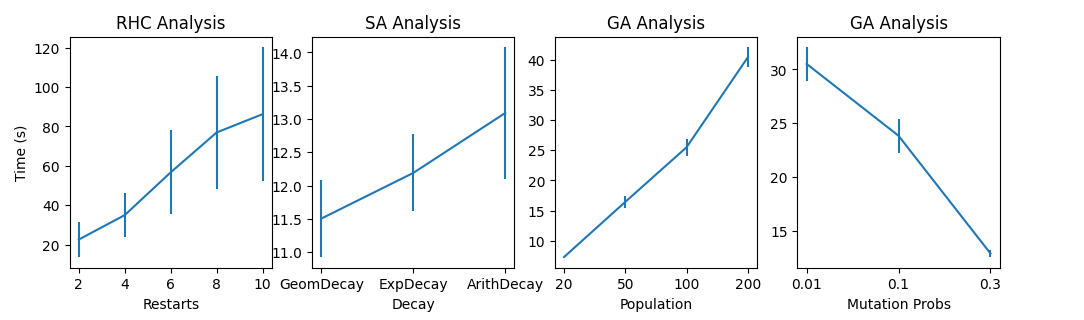 RHC Analysis
Time (s)
120
100
80
60
40
20
2 4 6 8 10
Restarts
SA Analysis
14.0
13.5
13.0
12.5
12.0
11.5
11.0
GeomDecay ExpDecay ArithDecay
Decay
GA Analysis
40
35
30
25
20
15
10
20 50 100 200
Population
GA Analysis
30
25
20
15
0.01 0.1 0.3
Mutation Probs